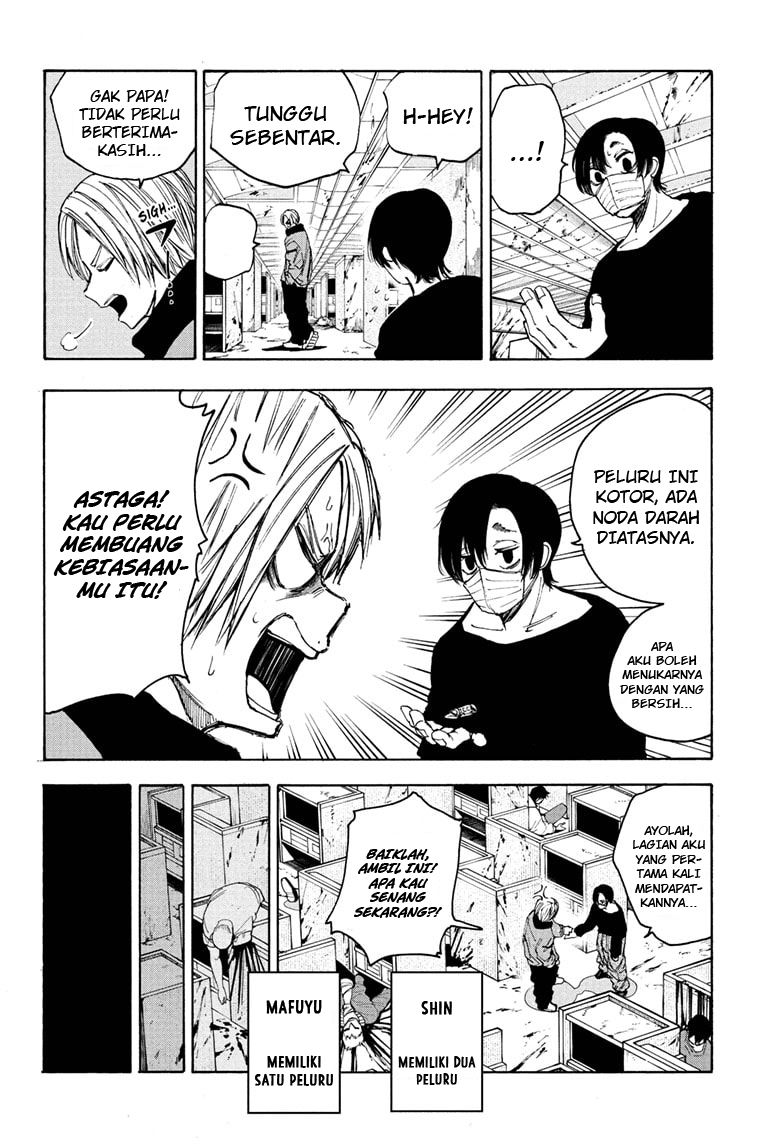 ...!
H-HEY!
TUNGGU
SEBENTAR.
GAK PAPA!
TIDAK PERLU
BERTERIMA-
KASIH...
SIGH...
PELURU INI
KOTOR, ADA
NODA DARAH
DIATASNYA.
APA
AKU BOLEH
MENUKARNYA
DENGAN YANG
BERSIH...
ASTAGA!
KAU PERLU
MEMBUANG
KEBIASAAN-
MU ITU!
AYOLAH,
LAGIAN AKU
YANG PER-
TAMA KALI
MENDAPAT-
KANNYA...
BAIKLAH,
AMBIL INI!
APA KAU
SENANG
SEKARANG?!
SHIN
MEMILIKI DUA
PELURU
MAFUYU
MEMILIKI
SATU PELURU